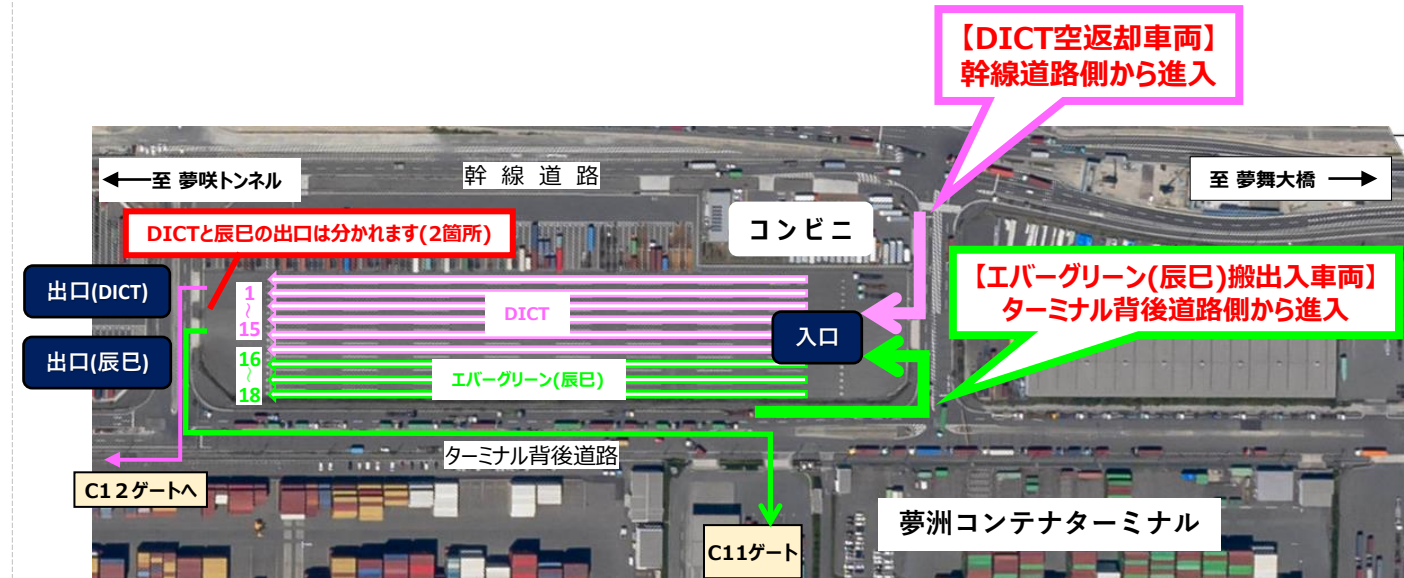 【DICT空返却車両】
幹線道路側から進入
至 夢咲トンネル
幹線道路
至 夢舞大橋
コンビニ
DICTと辰巳の出口は分かれます(2箇所)
【エバーグリーン(辰巳)搬出入車両】
ターミナル背後道路側から進入
出口(DICT)
1
~
15
DICT
入口
出口(辰巳)
16
~
18
エバーグリーン(辰巳)
ターミナル背後道路
C12ゲートへ
夢洲コンテナターミナル
C11ゲート